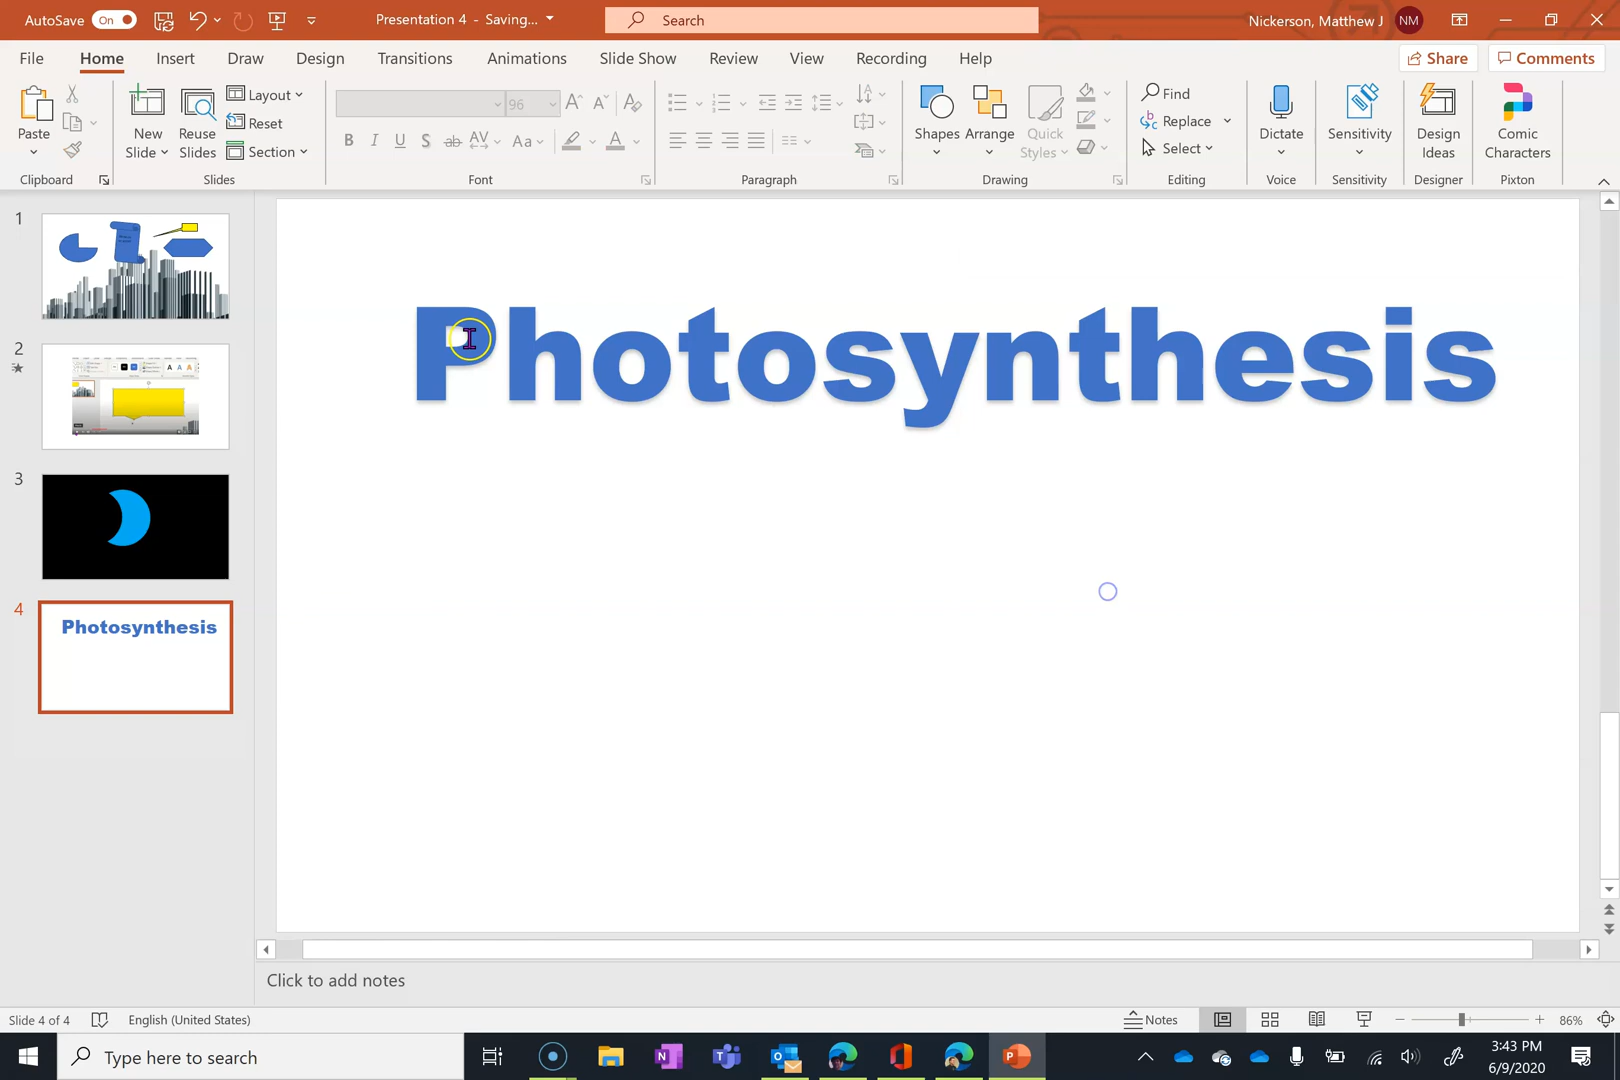 AutoSave On
Presentation 4 - Saving...
Search
Nickerson, Matthew J NM
File Home Insert Draw Design Transitions Animations Slide Show Review View Recording Help
Share Comments
Paste
New Slide
Reuse Slides
Layout
Reset
Section
96
Aa
Shapes
Arrange
Quick Styles
Find
Replace
Select
Dictate
Sensitivity
Design Ideas
Comic Characters
Clipboard Slides Font Paragraph Drawing Editing Voice Sensitivity Designer Pixton
1
2
3
4
Photosynthesis
Photosynthesis
Click to add notes
Slide 4 of 4
English (United States)
Notes
86%
Type here to search
3:43 PM
6/9/2020